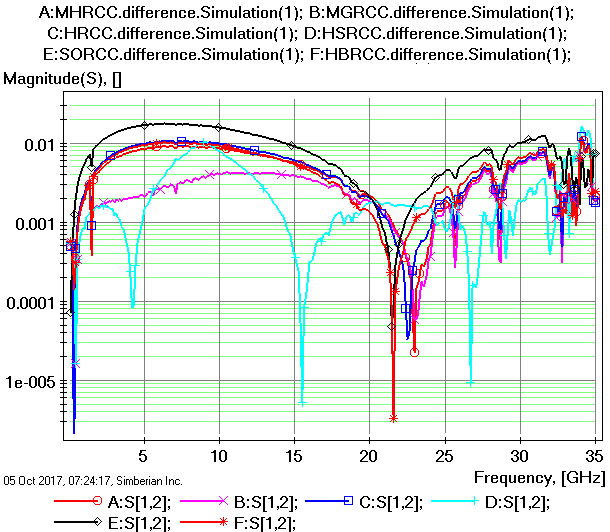 A:MHRCC.difference.Simulation(1); B:MGRCC.difference.Simulation(1);
C:HRCC.difference.Simulation(1); D:HSRCC.difference.Simulation(1);
E:SORCC.difference.Simulation(1); F:HBRCC.difference.Simulation(1);
Magnitude(S), []
0.01
0.001
0.0001
1e-005
5 10 15 20 25 30 35
05 Oct 2017, 07:24:17, Simberian Inc.
Frequency, [GHz]
A:S[1,2]; B:S[1,2]; C:S[1,2]; D:S[1,2];
E:S[1,2]; F:S[1,2];